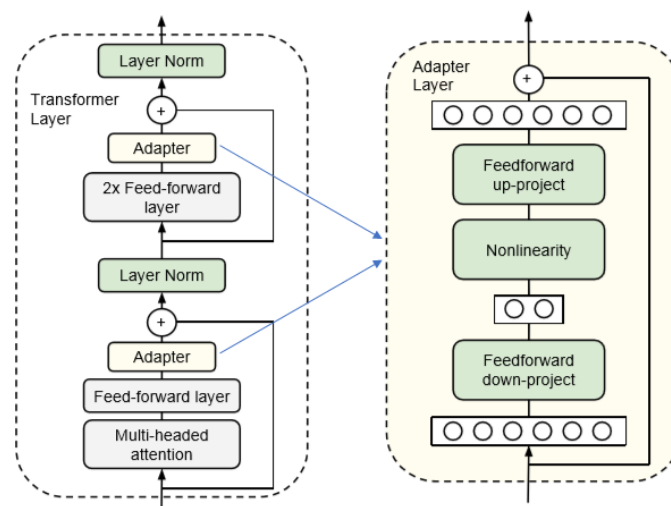 Layer Norm
Transformer
Layer
+
Adapter
2x Feed-forward
layer
Layer Norm
+
Adapter
Feed-forward layer
Multi-headed
attention
Adapter
Layer
+
Feedforward
up-project
Nonlinearity
Feedforward
down-project